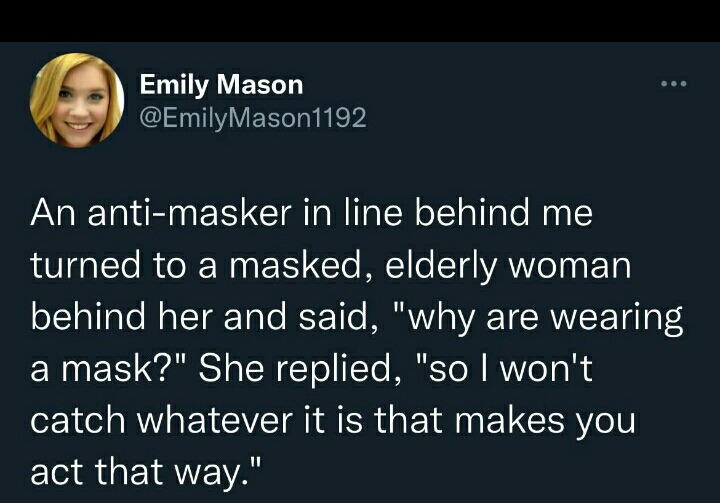 Emily Mason
@EmilyMason1192
An anti-masker in line behind me
turned to a masked, elderly woman
behind her and said, "why are wearing
a mask?" She replied, "so I won't
catch whatever it is that makes you
act that way."